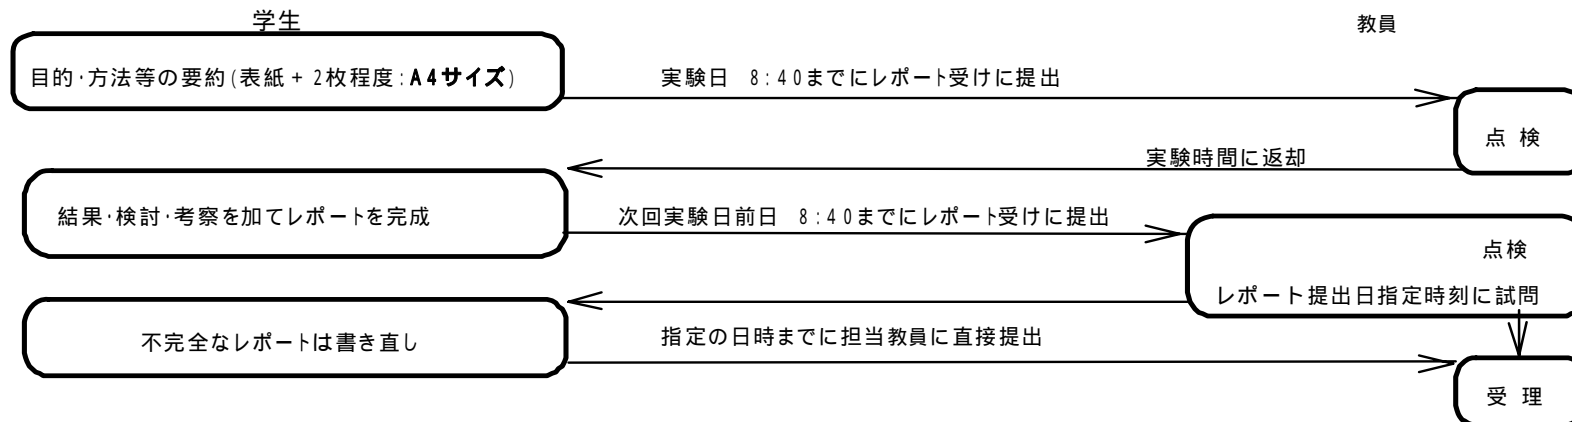 学生
教員
目的･方法等の要約(表紙+2枚程度:A4サイズ)
実験日 8:40までにレポート受けに提出
点 検
実験時間に返却
結果･検討･考察を加てレポートを完成
次回実験日前日 8:40までにレポート受けに提出
点検
レポート提出日指定時刻に試問
不完全なレポートは書き直し
指定の日時までに担当教員に直接提出
受 理